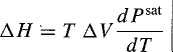 ΔH ≐ T ΔV dP^sat/dT